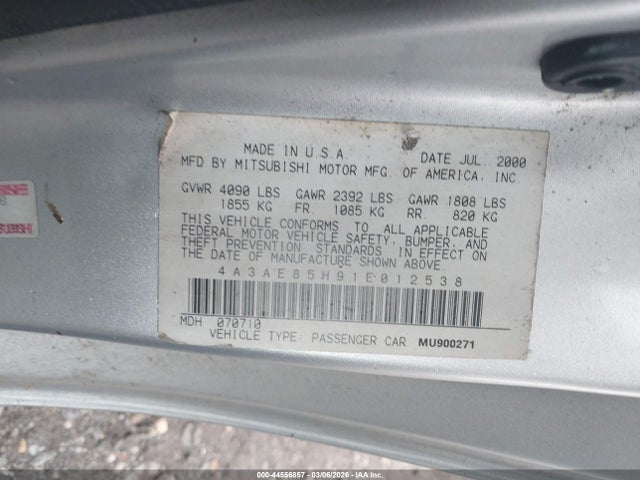 MADE IN U.S.A. DATE JUL. 2000
MFD BY MITSUBISHI MOTOR MFG. OF AMERICA, INC.
GVWR 4090 LBS GAWR 2392 LBS GAWR 1808 LBS
1855 KG FR. 1085 KG RR. 820 KG
THIS VEHICLE CONFORMS TO ALL APPLICABLE
FEDERAL MOTOR VEHICLE SAFETY, BUMPER, AND
THEFT PREVENTION STANDARDS IN EFFECT ON
THE DATE OF MANUFACTURE SHOWN ABOVE.
4A3AE85H91E012538
MDH 070710
VEHICLE TYPE: PASSENGER CAR MU900271
000-44556857 - 03/06/2026 - IAA Inc.